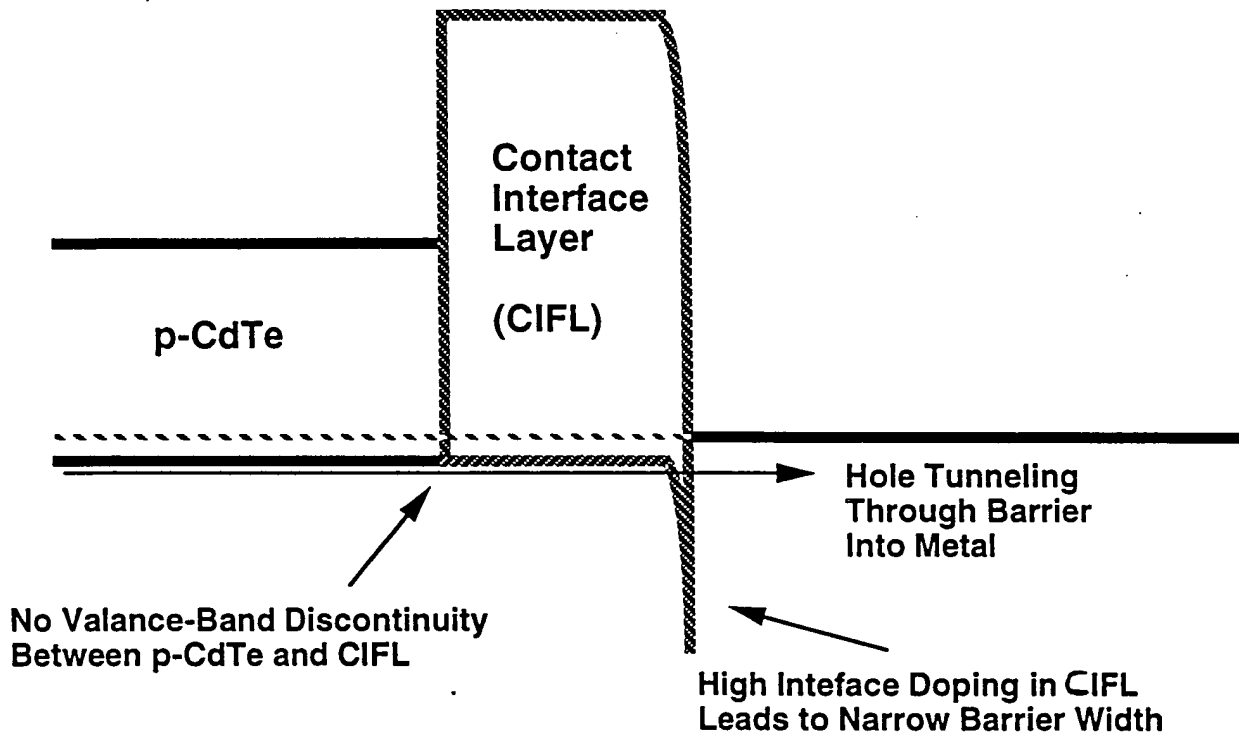 Contact
Interface
Layer
(CIFL)
p-CdTe
Hole Tunneling
Through Barrier
Into Metal
No Valance-Band Discontinuity
Between p-CdTe and CIFL
High Inteface Doping in CIFL
Leads to Narrow Barrier Width